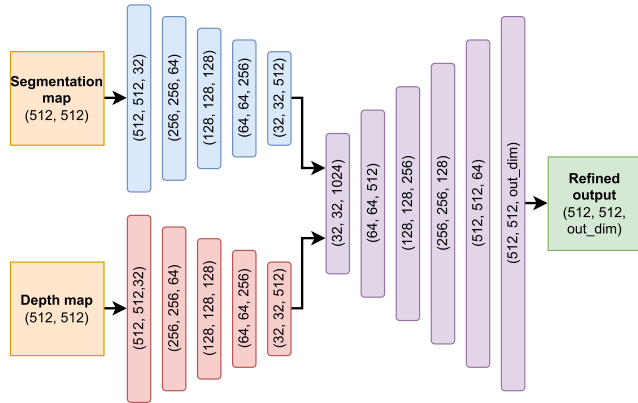 Segmentation
map
(512, 512)
(512, 512, 32)
(256, 256, 64)
(128, 128, 128)
(64, 64, 256)
(32, 32, 512)
Depth map
(512, 512)
(512, 512,32)
(256, 256, 64)
(128, 128, 128)
(64, 64, 256)
(32, 32, 512)
(32, 32, 1024)
(64, 64, 512)
(128, 128, 256)
(256, 256, 128)
(512, 512, 64)
(512, 512, out_dim)
Refined
output
(512, 512,
out_dim)